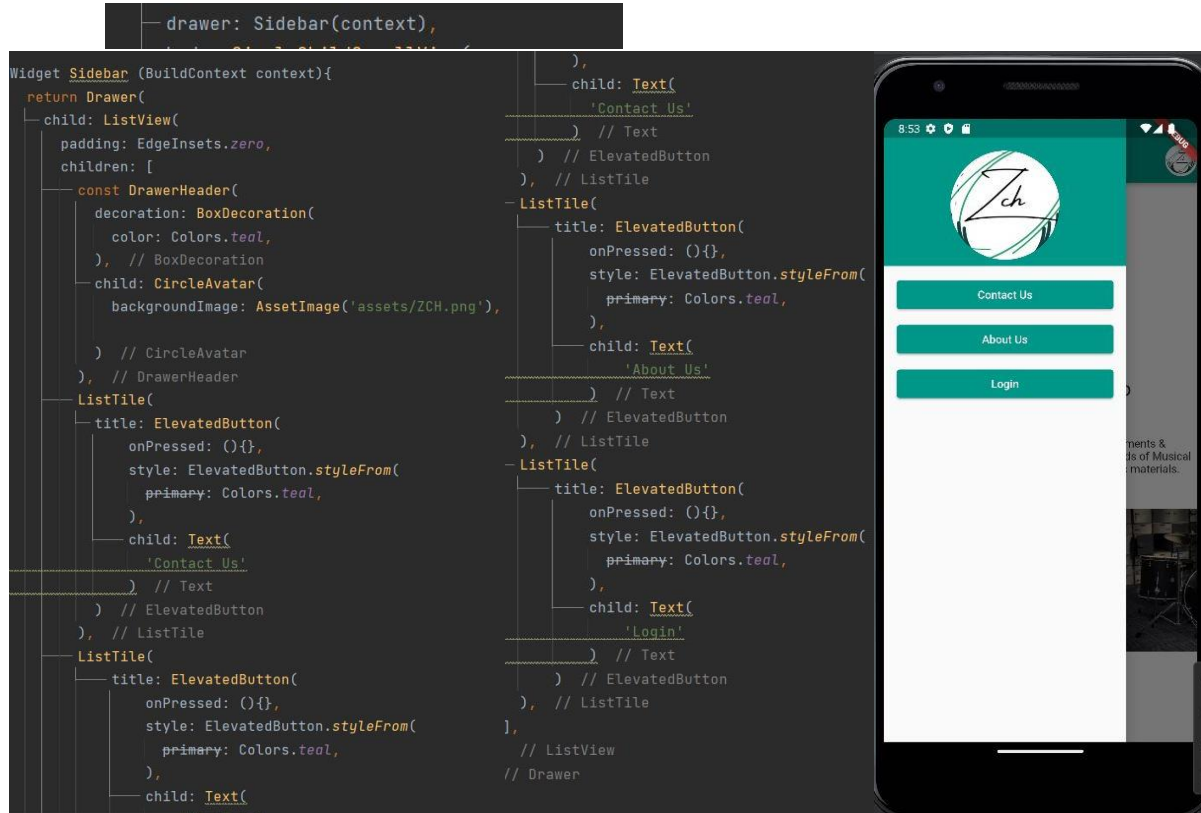 drawer: Sidebar(context),
Widget Sidebar (BuildContext context){
return Drawer(
child: ListView(
padding: EdgeInsets.zero,
children: [
const DrawerHeader(
decoration: BoxDecoration(
color: Colors.teal,
), // BoxDecoration
child: CircleAvatar(
backgroundImage: AssetImage('assets/ZCH.png'),
) // CircleAvatar
), // DrawerHeader
ListTile(
title: ElevatedButton(
onPressed: (){},
style: ElevatedButton.styleFrom(
primary: Colors.teal,
),
child: Text(
'Contact Us'
) // Text
) // ElevatedButton
), // ListTile
ListTile(
title: ElevatedButton(
onPressed: (){},
style: ElevatedButton.styleFrom(
primary: Colors.teal,
),
child: Text(
),
child: Text(
'Contact Us'
) // Text
) // ElevatedButton
), // ListTile
ListTile(
title: ElevatedButton(
onPressed: (){},
style: ElevatedButton.styleFrom(
primary: Colors.teal,
),
child: Text(
'About Us'
) // Text
) // ElevatedButton
), // ListTile
ListTile(
title: ElevatedButton(
onPressed: (){},
style: ElevatedButton.styleFrom(
primary: Colors.teal,
),
child: Text(
'Login'
) // Text
) // ElevatedButton
), // ListTile
],
// ListView
// Drawer
8:53
Zch
Contact Us
About Us
Login
ments &
ds of Musical
materials.